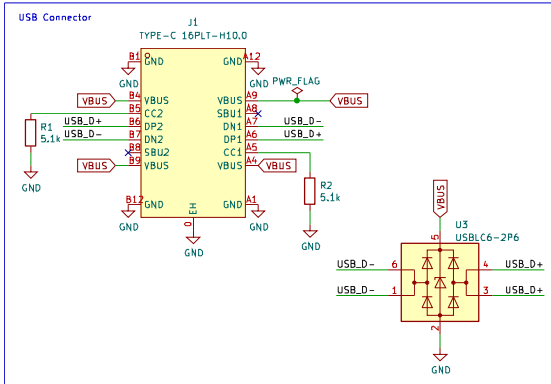 USB Connector
J1
TYPE-C 16PLT-H10.0
B1 GND GND A12
GND GND
PWR_FLAG
VBUS B4 VBUS VBUS A9 VBUS
B5 CC2 SBU1 A8
USB_D+ B6 DP2 DN1 A7 USB_D-
USB_D- B7 DN2 DP1 A6 USB_D+
B8 SBU2 CC1 A5
VBUS B9 VBUS VBUS A4 VBUS
R1
5.1k
GND
R2
5.1k
GND
B12 GND GND A1
GND GND
EH
0
GND
VBUS
U3
USBLC6-2P6
5
USB_D- 6 4 USB_D+
USB_D- 1 3 USB_D+
2
GND